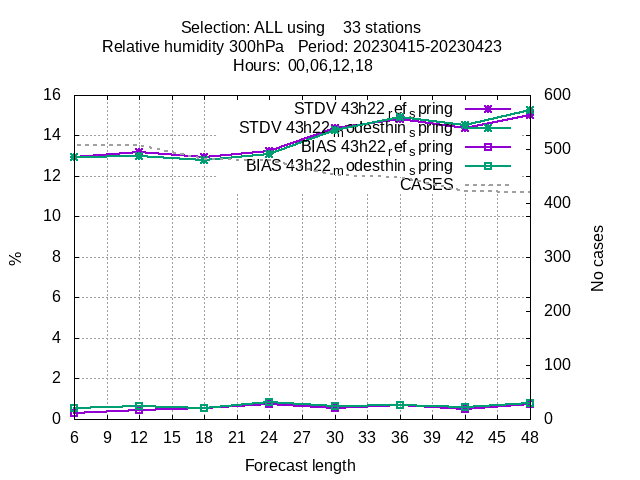 Selection: ALL using    33 stations
Relative humidity 300hPa   Period: 20230415-20230423
Hours:  00,06,12,18
STDV 43h22_ref_spring
STDV 43h22_modesthin_spring
BIAS 43h22_ref_spring
BIAS 43h22_modesthin_spring
CASES
16
14
12
10
8
6
4
2
0
%
600
500
400
300
200
100
0
No cases
6 9 12 15 18 21 24 27 30 33 36 39 42 45 48
Forecast length